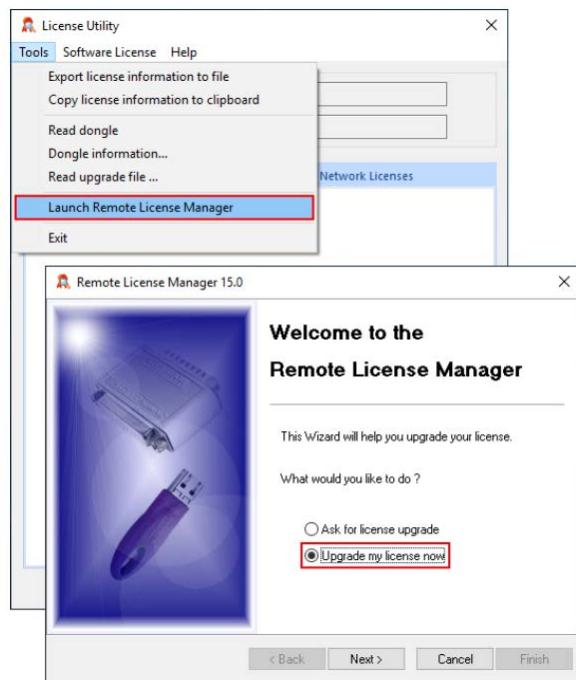 License Utility
Tools Software License Help
Export license information to file
Copy license information to clipboard
Read dongle
Dongle information...
Read upgrade file ...
Network Licenses
Launch Remote License Manager
Exit
Remote License Manager 15.0
Welcome to the
Remote License Manager
This Wizard will help you upgrade your license.
What would you like to do ?
Ask for license upgrade
Upgrade my license now
< Back Next > Cancel Finish